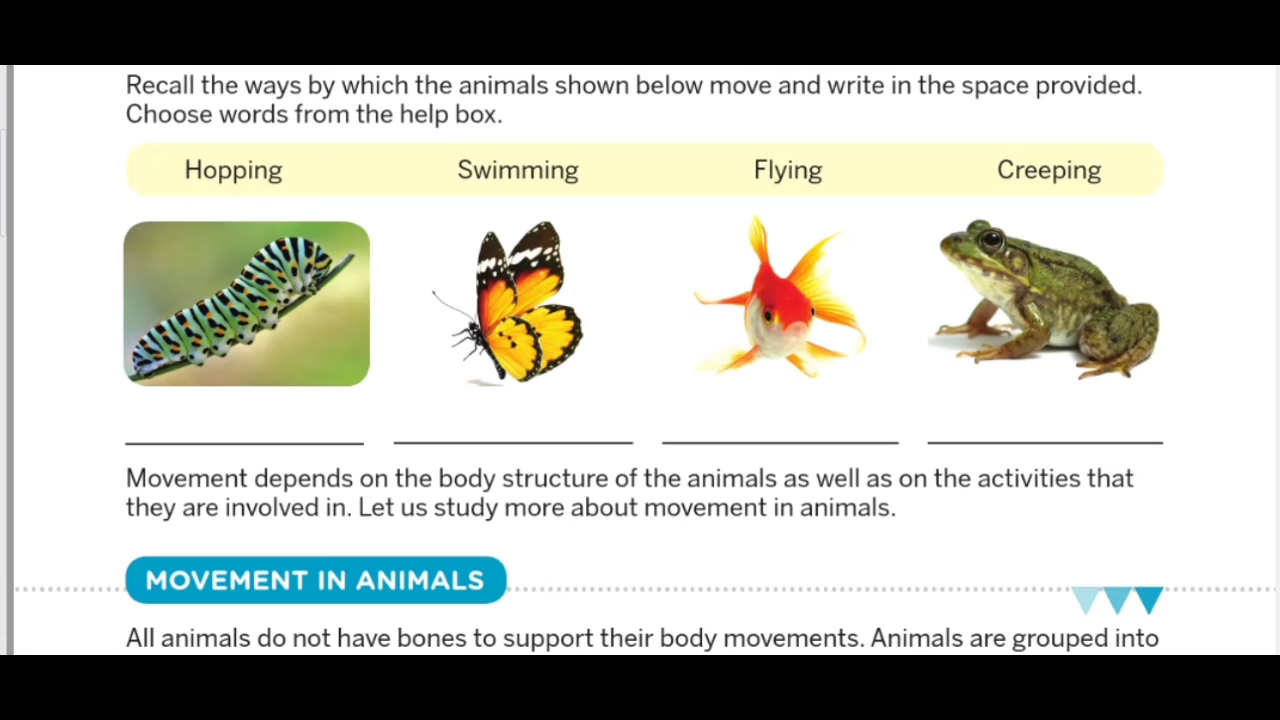 Recall the ways by which the animals shown below move and write in the space provided.
Choose words from the help box.
Hopping Swimming Flying Creeping
Movement depends on the body structure of the animals as well as on the activities that
they are involved in. Let us study more about movement in animals.
MOVEMENT IN ANIMALS
All animals do not have bones to support their body movements. Animals are grouped into